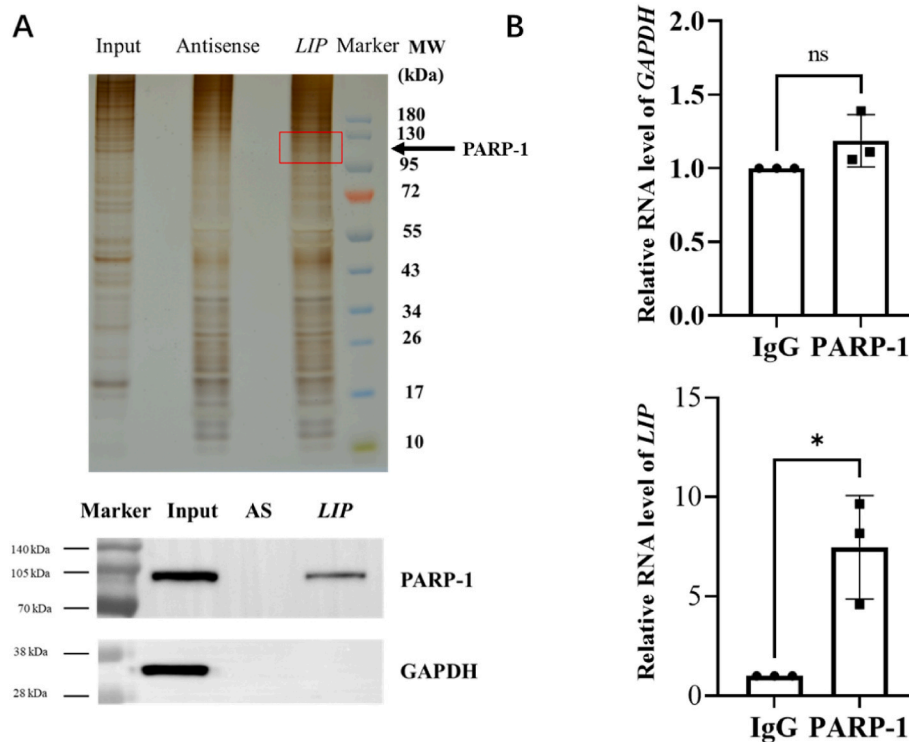 A
Input Antisense LIP Marker MW
(kDa)
180
130
PARP-1
95
72
55
43
34
26
17
10
Marker Input AS LIP
140 kDa
105 kDa
PARP-1
70 kDa
38 kDa
GAPDH
28 kDa
B
Relative RNA level of GAPDH
2.0
1.5
1.0
0.5
0.0
ns
IgG PARP-1
Relative RNA level of LIP
15
10
5
0
*
IgG PARP-1